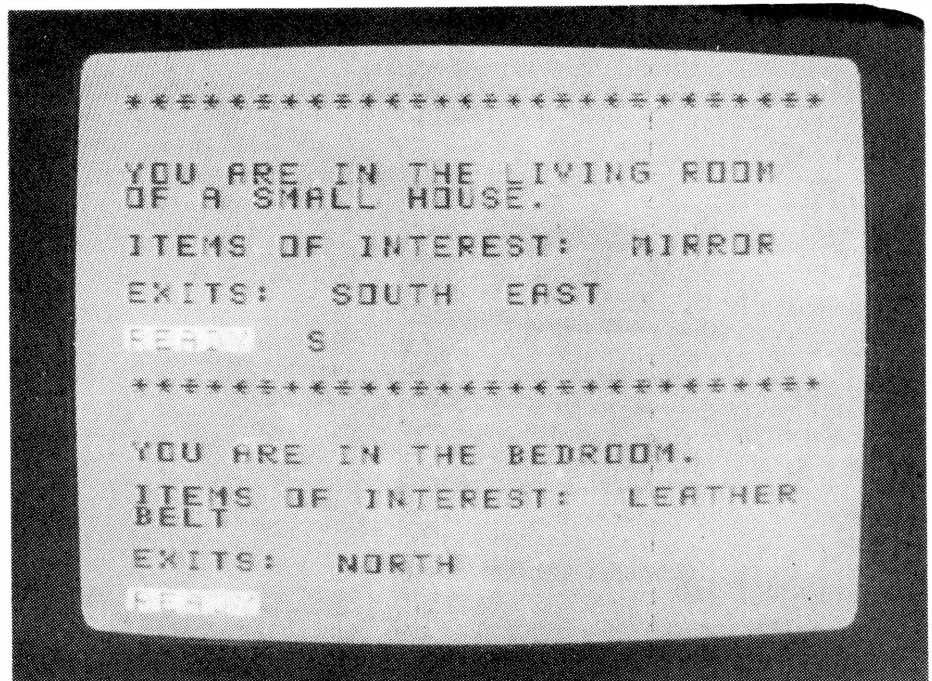 YOU ARE IN THE LIVING ROOM
OF A SMALL HOUSE.
ITEMS OF INTEREST: MIRROR
EXITS: SOUTH EAST
READY S
YOU ARE IN THE BEDROOM.
ITEMS OF INTEREST: LEATHER
BELT
EXITS: NORTH
READY